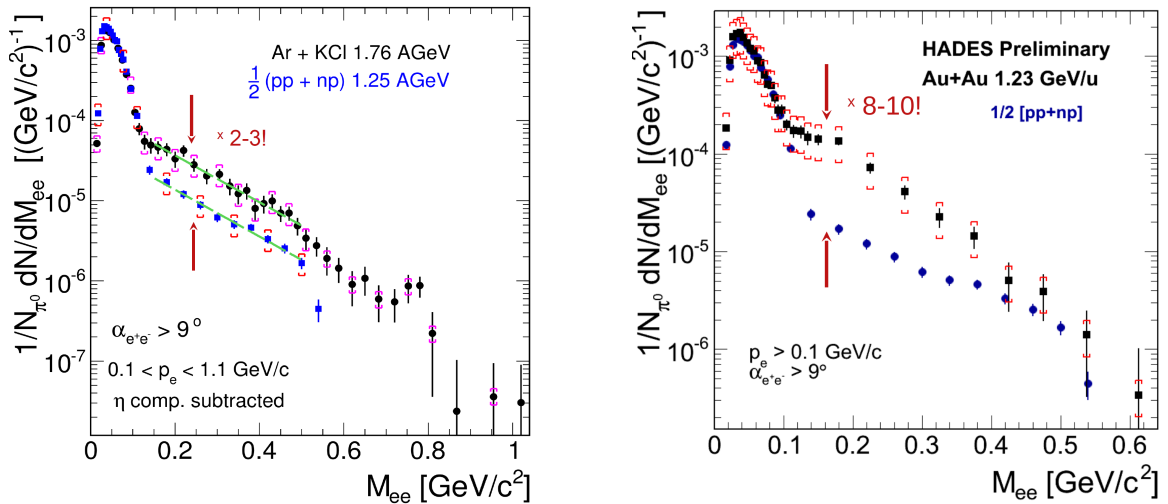 1/N_π⁰ dN/dM_ee [(GeV/c²)⁻¹]
10⁻³
10⁻⁴
10⁻⁵
10⁻⁶
10⁻⁷
Ar + KCl 1.76 AGeV
½(pp + np) 1.25 AGeV
x 2-3!
α_e⁺e⁻ > 9°
0.1 < p_e < 1.1 GeV/c
η comp. subtracted
0 0.2 0.4 0.6 0.8 1
M_ee [GeV/c²]
1/N_π⁰ dN/dM_ee [(GeV/c²)⁻¹]
10⁻³
10⁻⁴
10⁻⁵
10⁻⁶
HADES Preliminary
Au+Au 1.23 GeV/u
1/2 [pp+np]
x 8-10!
p_e > 0.1 GeV/c
α_e⁺e⁻ > 9°
0 0.1 0.2 0.3 0.4 0.5 0.6
M_ee [GeV/c²]